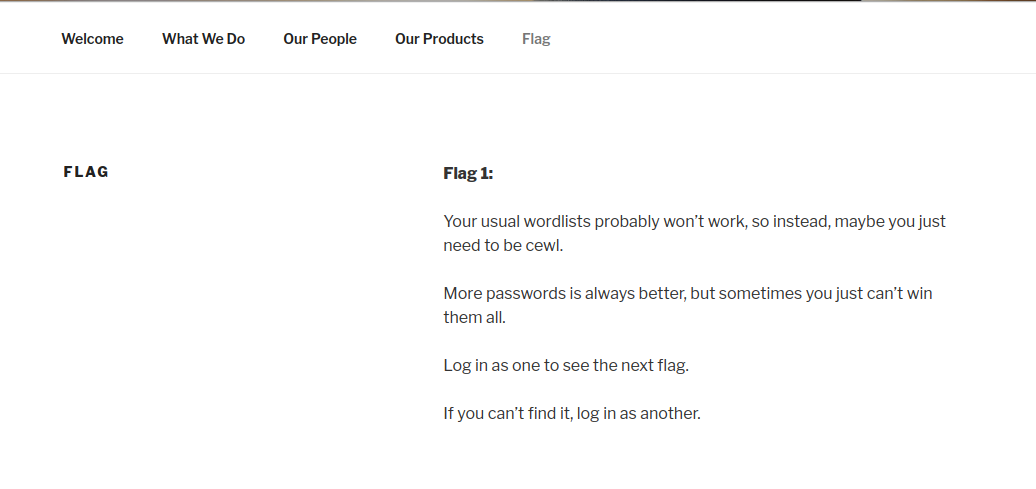 Welcome What We Do Our People Our Products Flag
FLAG
Flag 1:
Your usual wordlists probably won’t work, so instead, maybe you just
need to be cewl.
More passwords is always better, but sometimes you just can’t win
them all.
Log in as one to see the next flag.
If you can’t find it, log in as another.